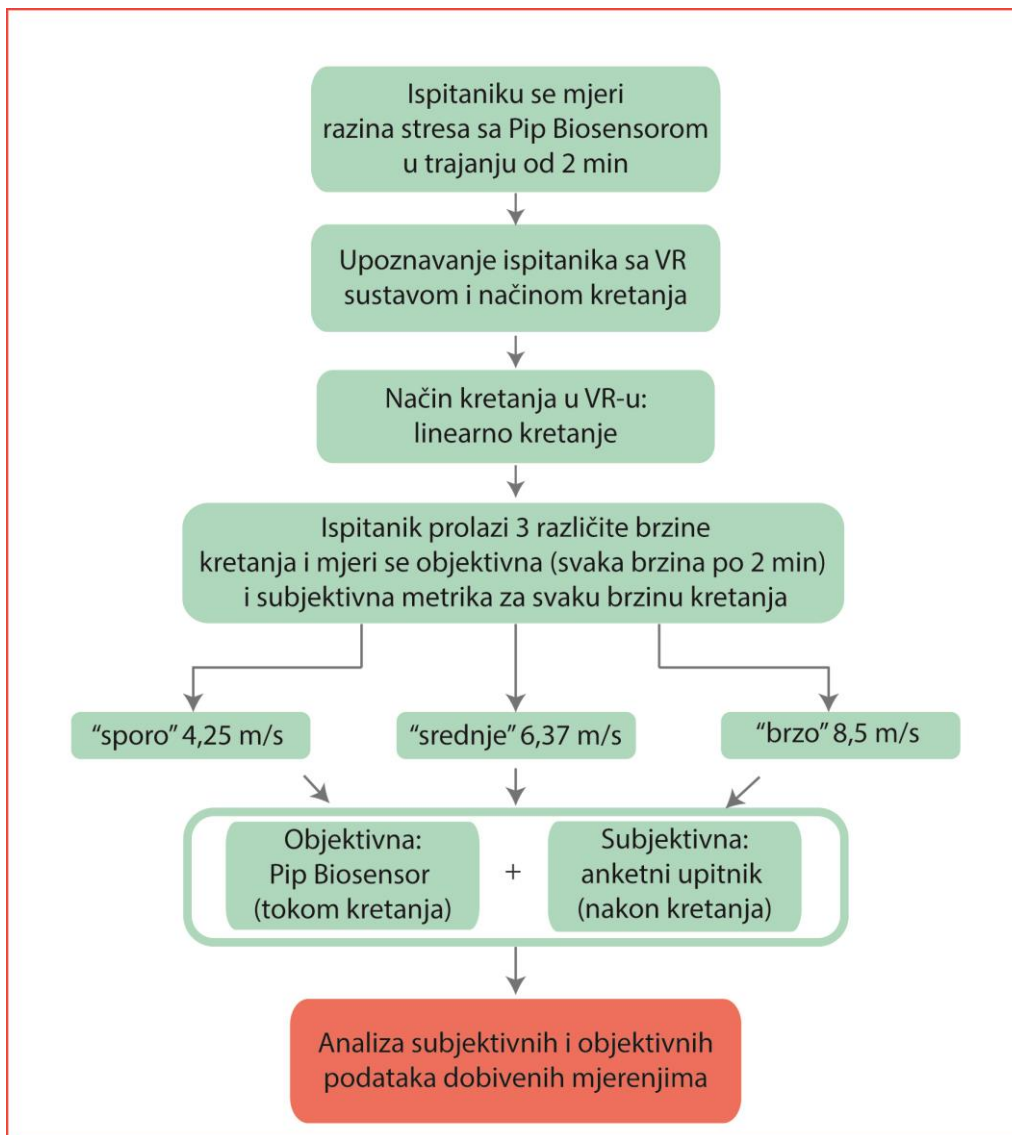 Ispitaniku se mjeri
razina stresa sa Pip Biosensorom
u trajanju od 2 min
Upoznavanje ispitanika sa VR
sustavom i načinom kretanja
Način kretanja u VR-u:
linearno kretanje
Ispitanik prolazi 3 različite brzine
kretanja i mjeri se objektivna (svaka brzina po 2 min)
i subjektivna metrika za svaku brzinu kretanja
“sporo” 4,25 m/s
“srednje” 6,37 m/s
“brzo” 8,5 m/s
Objektivna:
Pip Biosensor
(tokom kretanja)
+
Subjektivna:
anketni upitnik
(nakon kretanja)
Analiza subjektivnih i objektivnih
podataka dobivenih mjerenjima